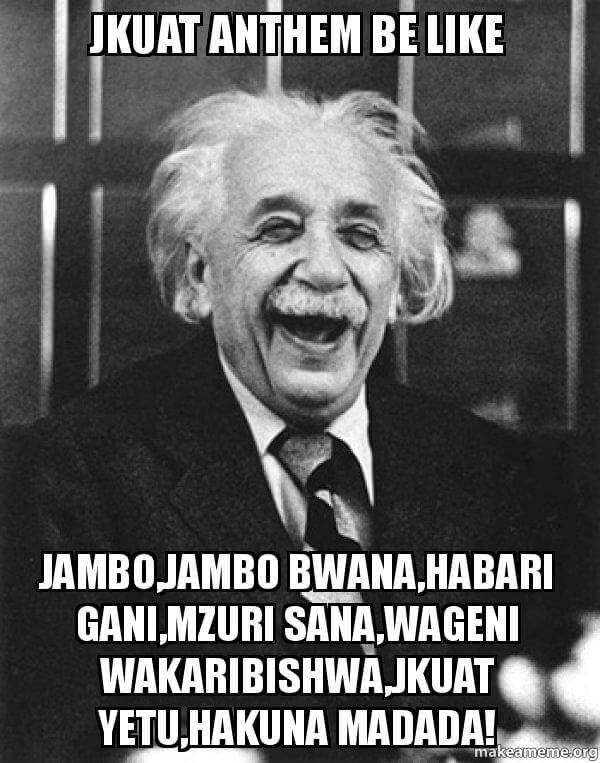 JKUAT ANTHEM BE LIKE
JAMBO,JAMBO BWANA,HABARI
GANI,MZURI SANA,WAGENI
WAKARIBISHWA,JKUAT
YETU,HAKUNA MADADA!
makeameme.org